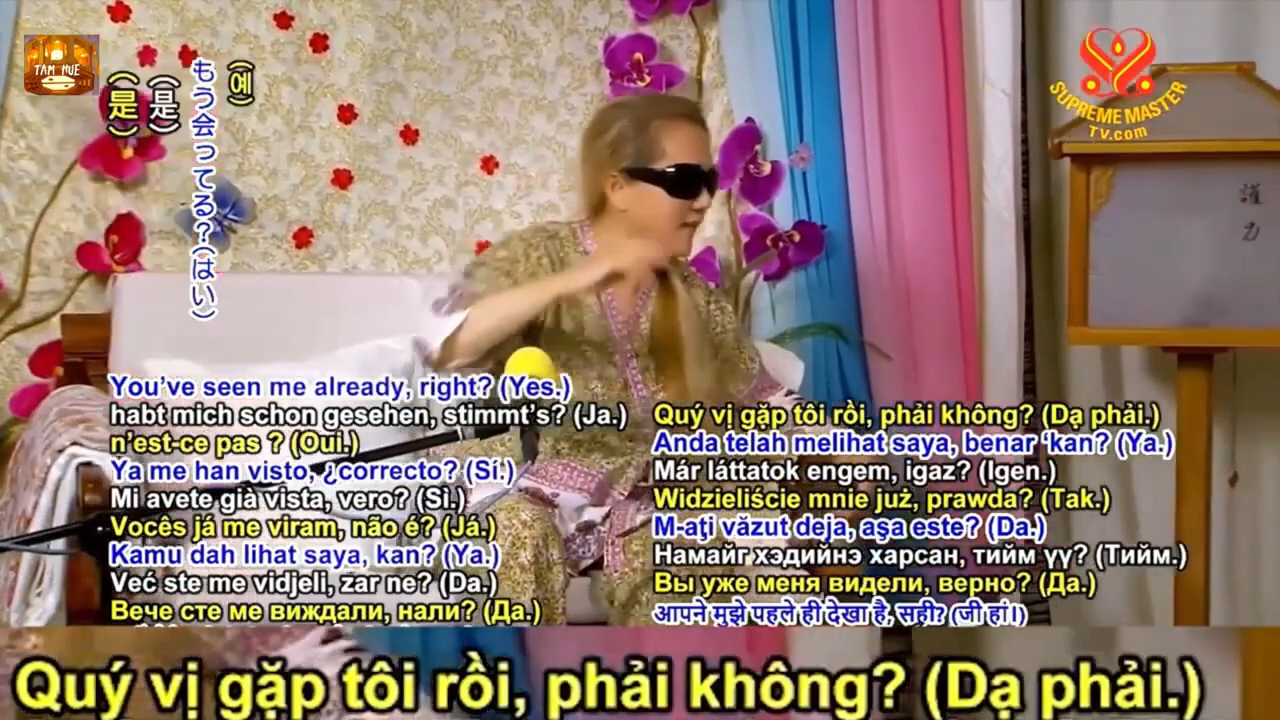 TAM HUE
(是)
(是)
もう会ってる?(はい)
(예)
SUPREME MASTER
TV.com
護
You've seen me already, right? (Yes.)
habt mich schon gesehen, stimmt's? (Ja.)
n'est-ce pas ? (Oui.)
Ya me han visto, ¿correcto? (Sí.)
Mi avete già vista, vero? (Sì.)
Vocês já me viram, não é? (Já.)
Kamu dah lihat saya, kan? (Ya.)
Već ste me vidjeli, zar ne? (Da.)
Вече сте ме виждали, нали? (Да.)
Quý vị gặp tôi rồi, phải không? (Dạ phải.)
Anda telah melihat saya, benar 'kan? (Ya.)
Már láttatok engem, igaz? (Igen.)
Widzieliście mnie już, prawda? (Tak.)
M-aţi văzut deja, aşa este? (Da.)
Намайг хэдийнэ харсан, тийм үү? (Тийм.)
Вы уже меня видели, верно? (Да.)
आपने मुझे पहले ही देखा है, सही? (जी हां।)
Quý vị gặp tôi rồi, phải không? (Dạ phải.)